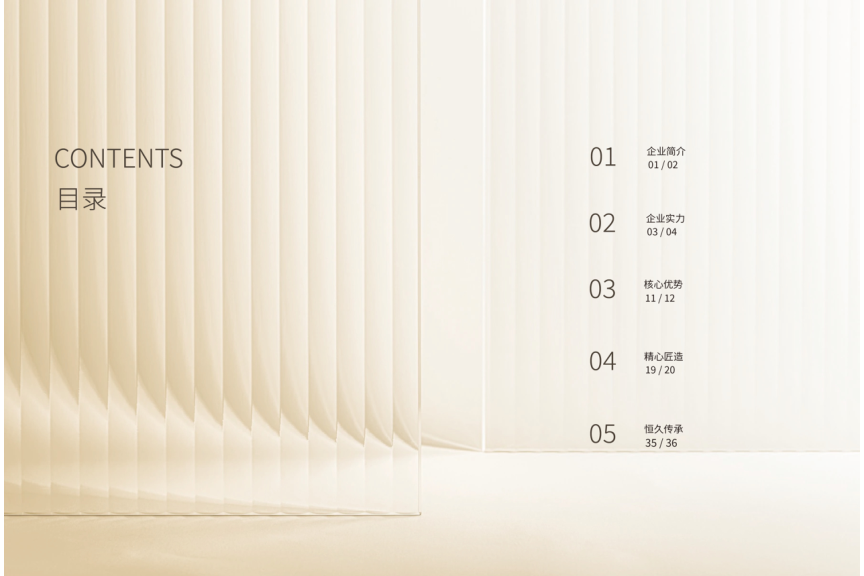 CONTENTS
目录
01
企业简介
01 / 02
02
企业实力
03 / 04
03
核心优势
11 / 12
04
精心匠造
19 / 20
05
恒久传承
35 / 36